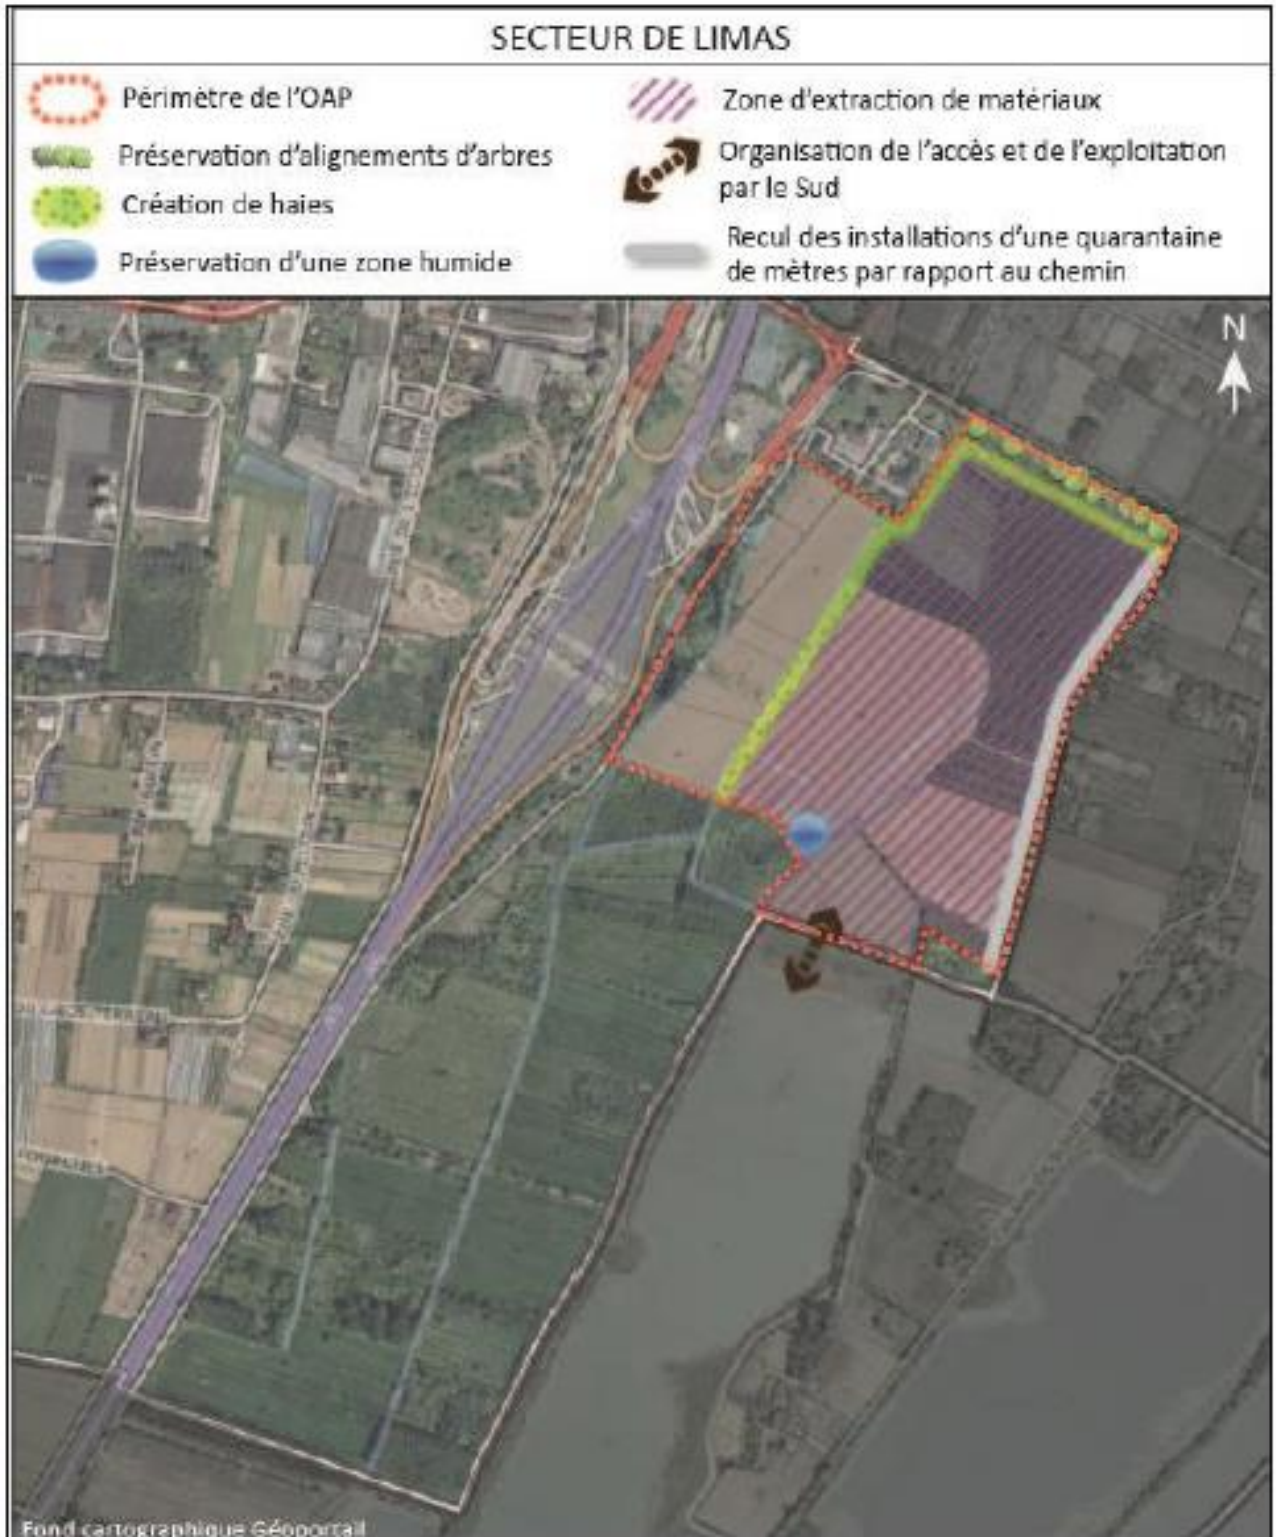 SECTEUR DE LIMAS
Périmètre de l'OAP
Préservation d'alignements d'arbres
Création de haies
Préservation d'une zone humide
Zone d'extraction de matériaux
Organisation de l'accès et de l'exploitation
par le Sud
Recul des installations d'une quarantaine
de mètres par rapport au chemin
N
Fond cartographique Géoportail